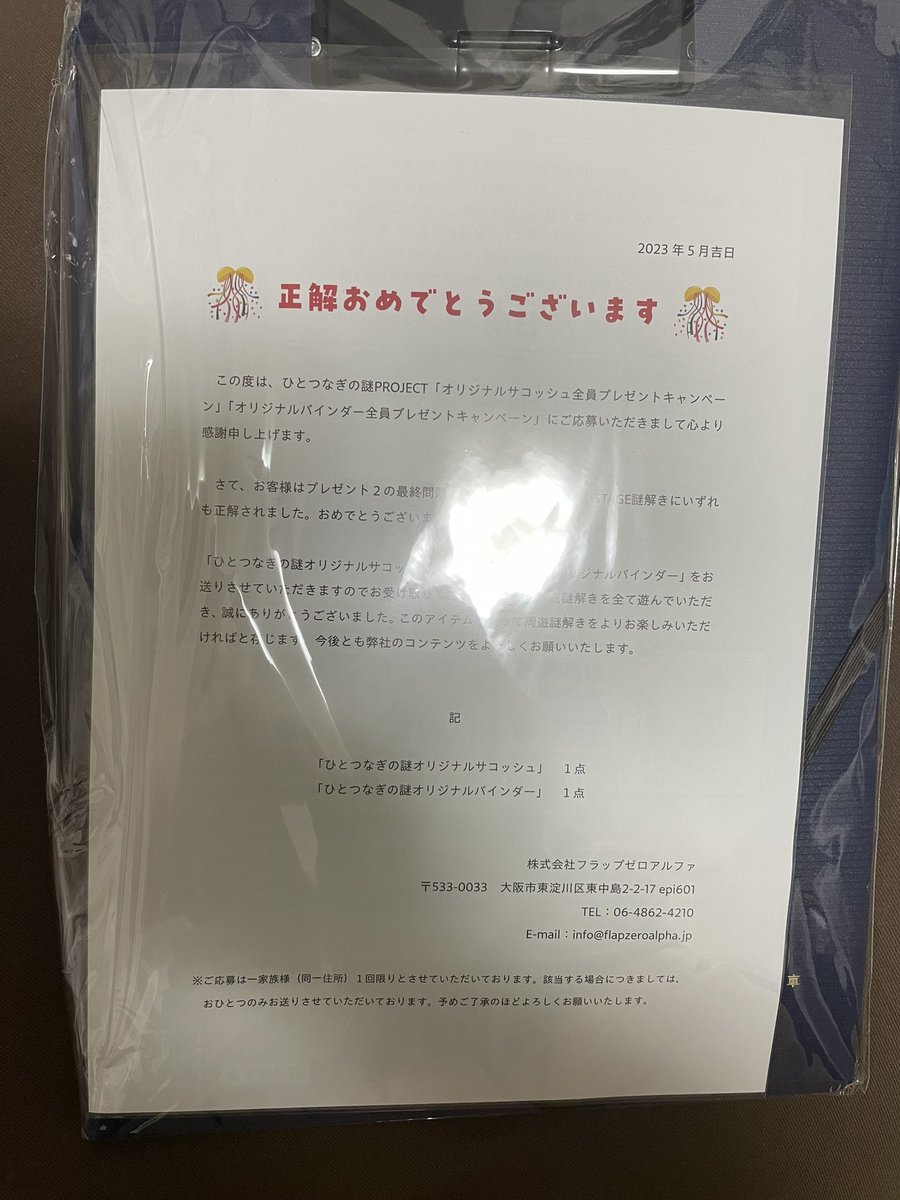 2023 年 5 月吉日
正解おめでとうございます
この度は、ひとつなぎの謎PROJECT「オリジナルサコッシュ全員プレゼントキャンペー
ン」「オリジナルバインダー全員プレゼントキャンペーン」にご応募いただきまして心より
感謝申し上げます。
さて、お客様はプレゼント２の最終問題 STAGE謎解きにいずれ
も正解されました。おめでとうござい
「ひとつなぎの謎オリジナルサコッ ジナルバインダー」をお
送りさせていただきますのでお受け取り 謎解きを全て遊んでいただ
き、誠にありがとうございました。このアイテム て周遊謎解きをよりお楽しみいただ
ければと存じます。今後とも弊社のコンテンツをよろしくお願いいたします。
記
「ひとつなぎの謎オリジナルサコッシュ」 １点
「ひとつなぎの謎オリジナルバインダー」 １点
株式会社フラップゼロアルファ
〒533-0033 大阪市東淀川区東中島2-2-17 epi601
TEL：06-4862-4210
E-mail：info@flapzeroalpha.jp
※ご応募は一家族様（同一住所）１回限りとさせていただいております。該当する場合につきましては、
おひとつのみお送りさせていただいております。予めご了承のほどよろしくお願いいたします。